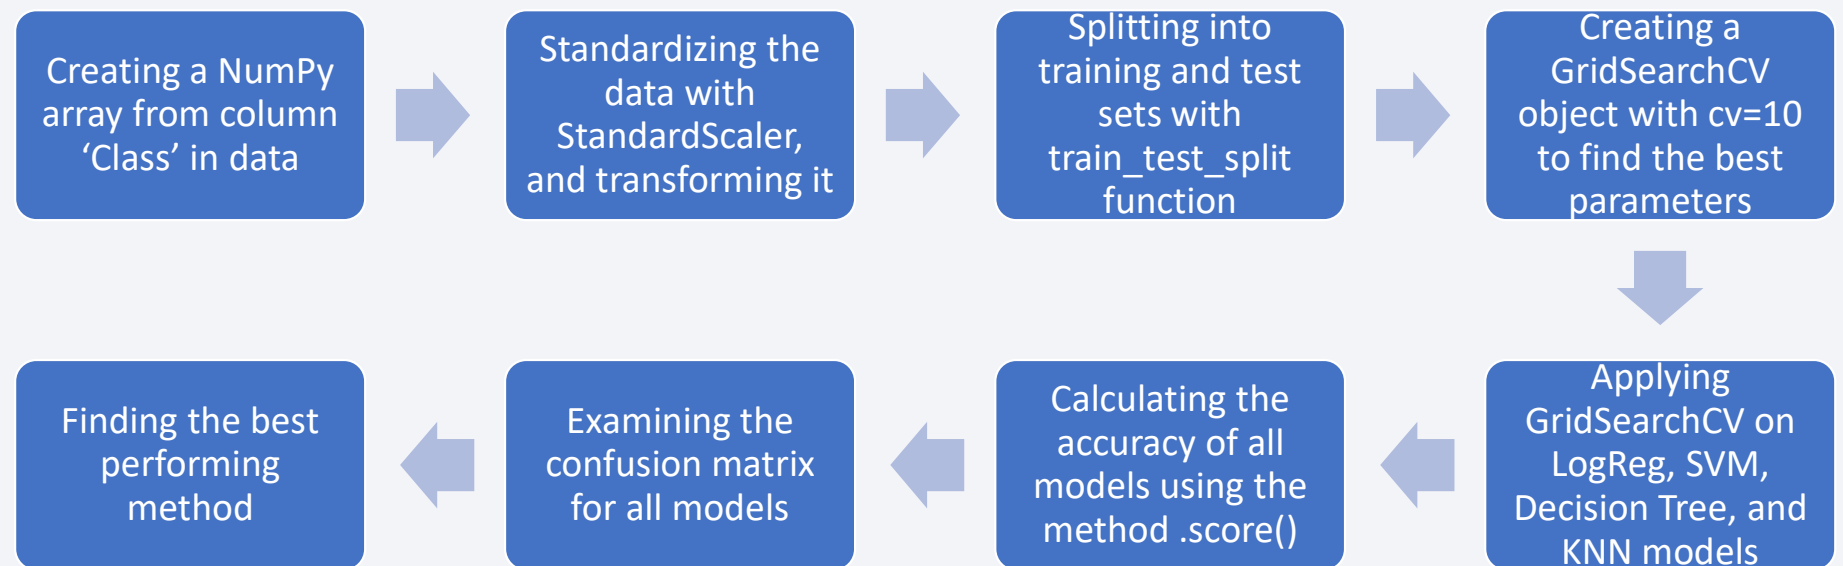 Creating a NumPy
array from column
‘Class’ in data
Standardizing the
data with
StandardScaler,
and transforming it
Splitting into
training and test
sets with
train_test_split
function
Creating a
GridSearchCV
object with cv=10
to find the best
parameters
Applying
GridSearchCV on
LogReg, SVM,
Decision Tree, and
KNN models
Calculating the
accuracy of all
models using the
method .score()
Examining the
confusion matrix
for all models
Finding the best
performing
method